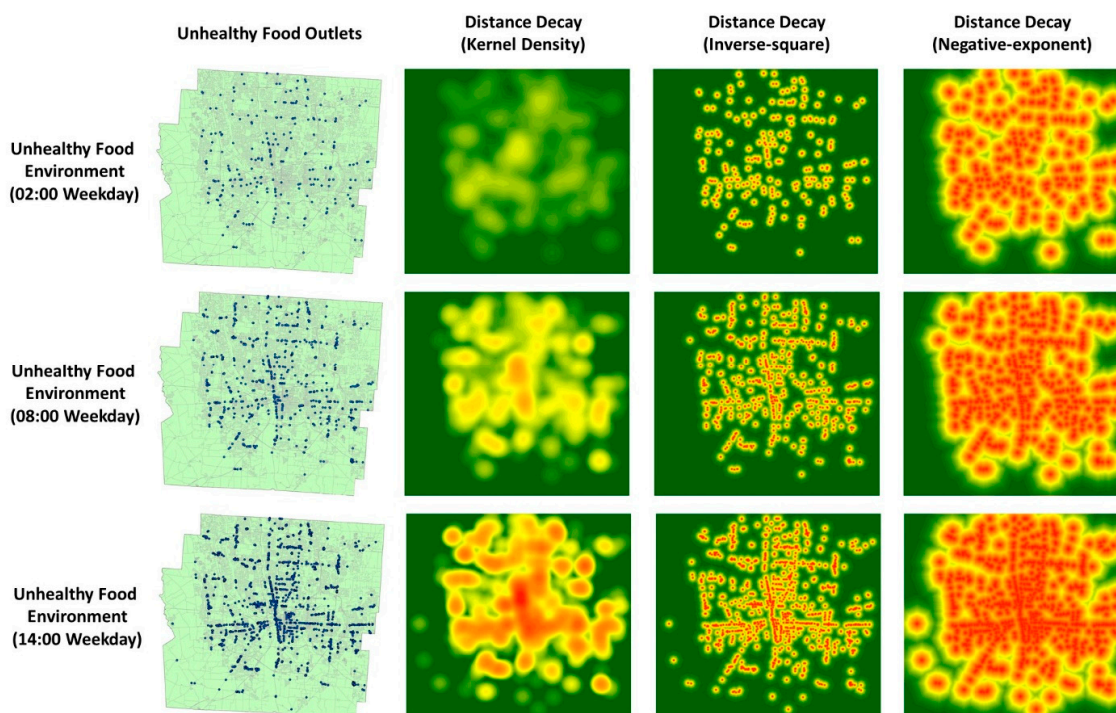 Unhealthy Food Outlets
Distance Decay
(Kernel Density)
Distance Decay
(Inverse-square)
Distance Decay
(Negative-exponent)
Unhealthy Food
Environment
(02:00 Weekday)
Unhealthy Food
Environment
(08:00 Weekday)
Unhealthy Food
Environment
(14:00 Weekday)